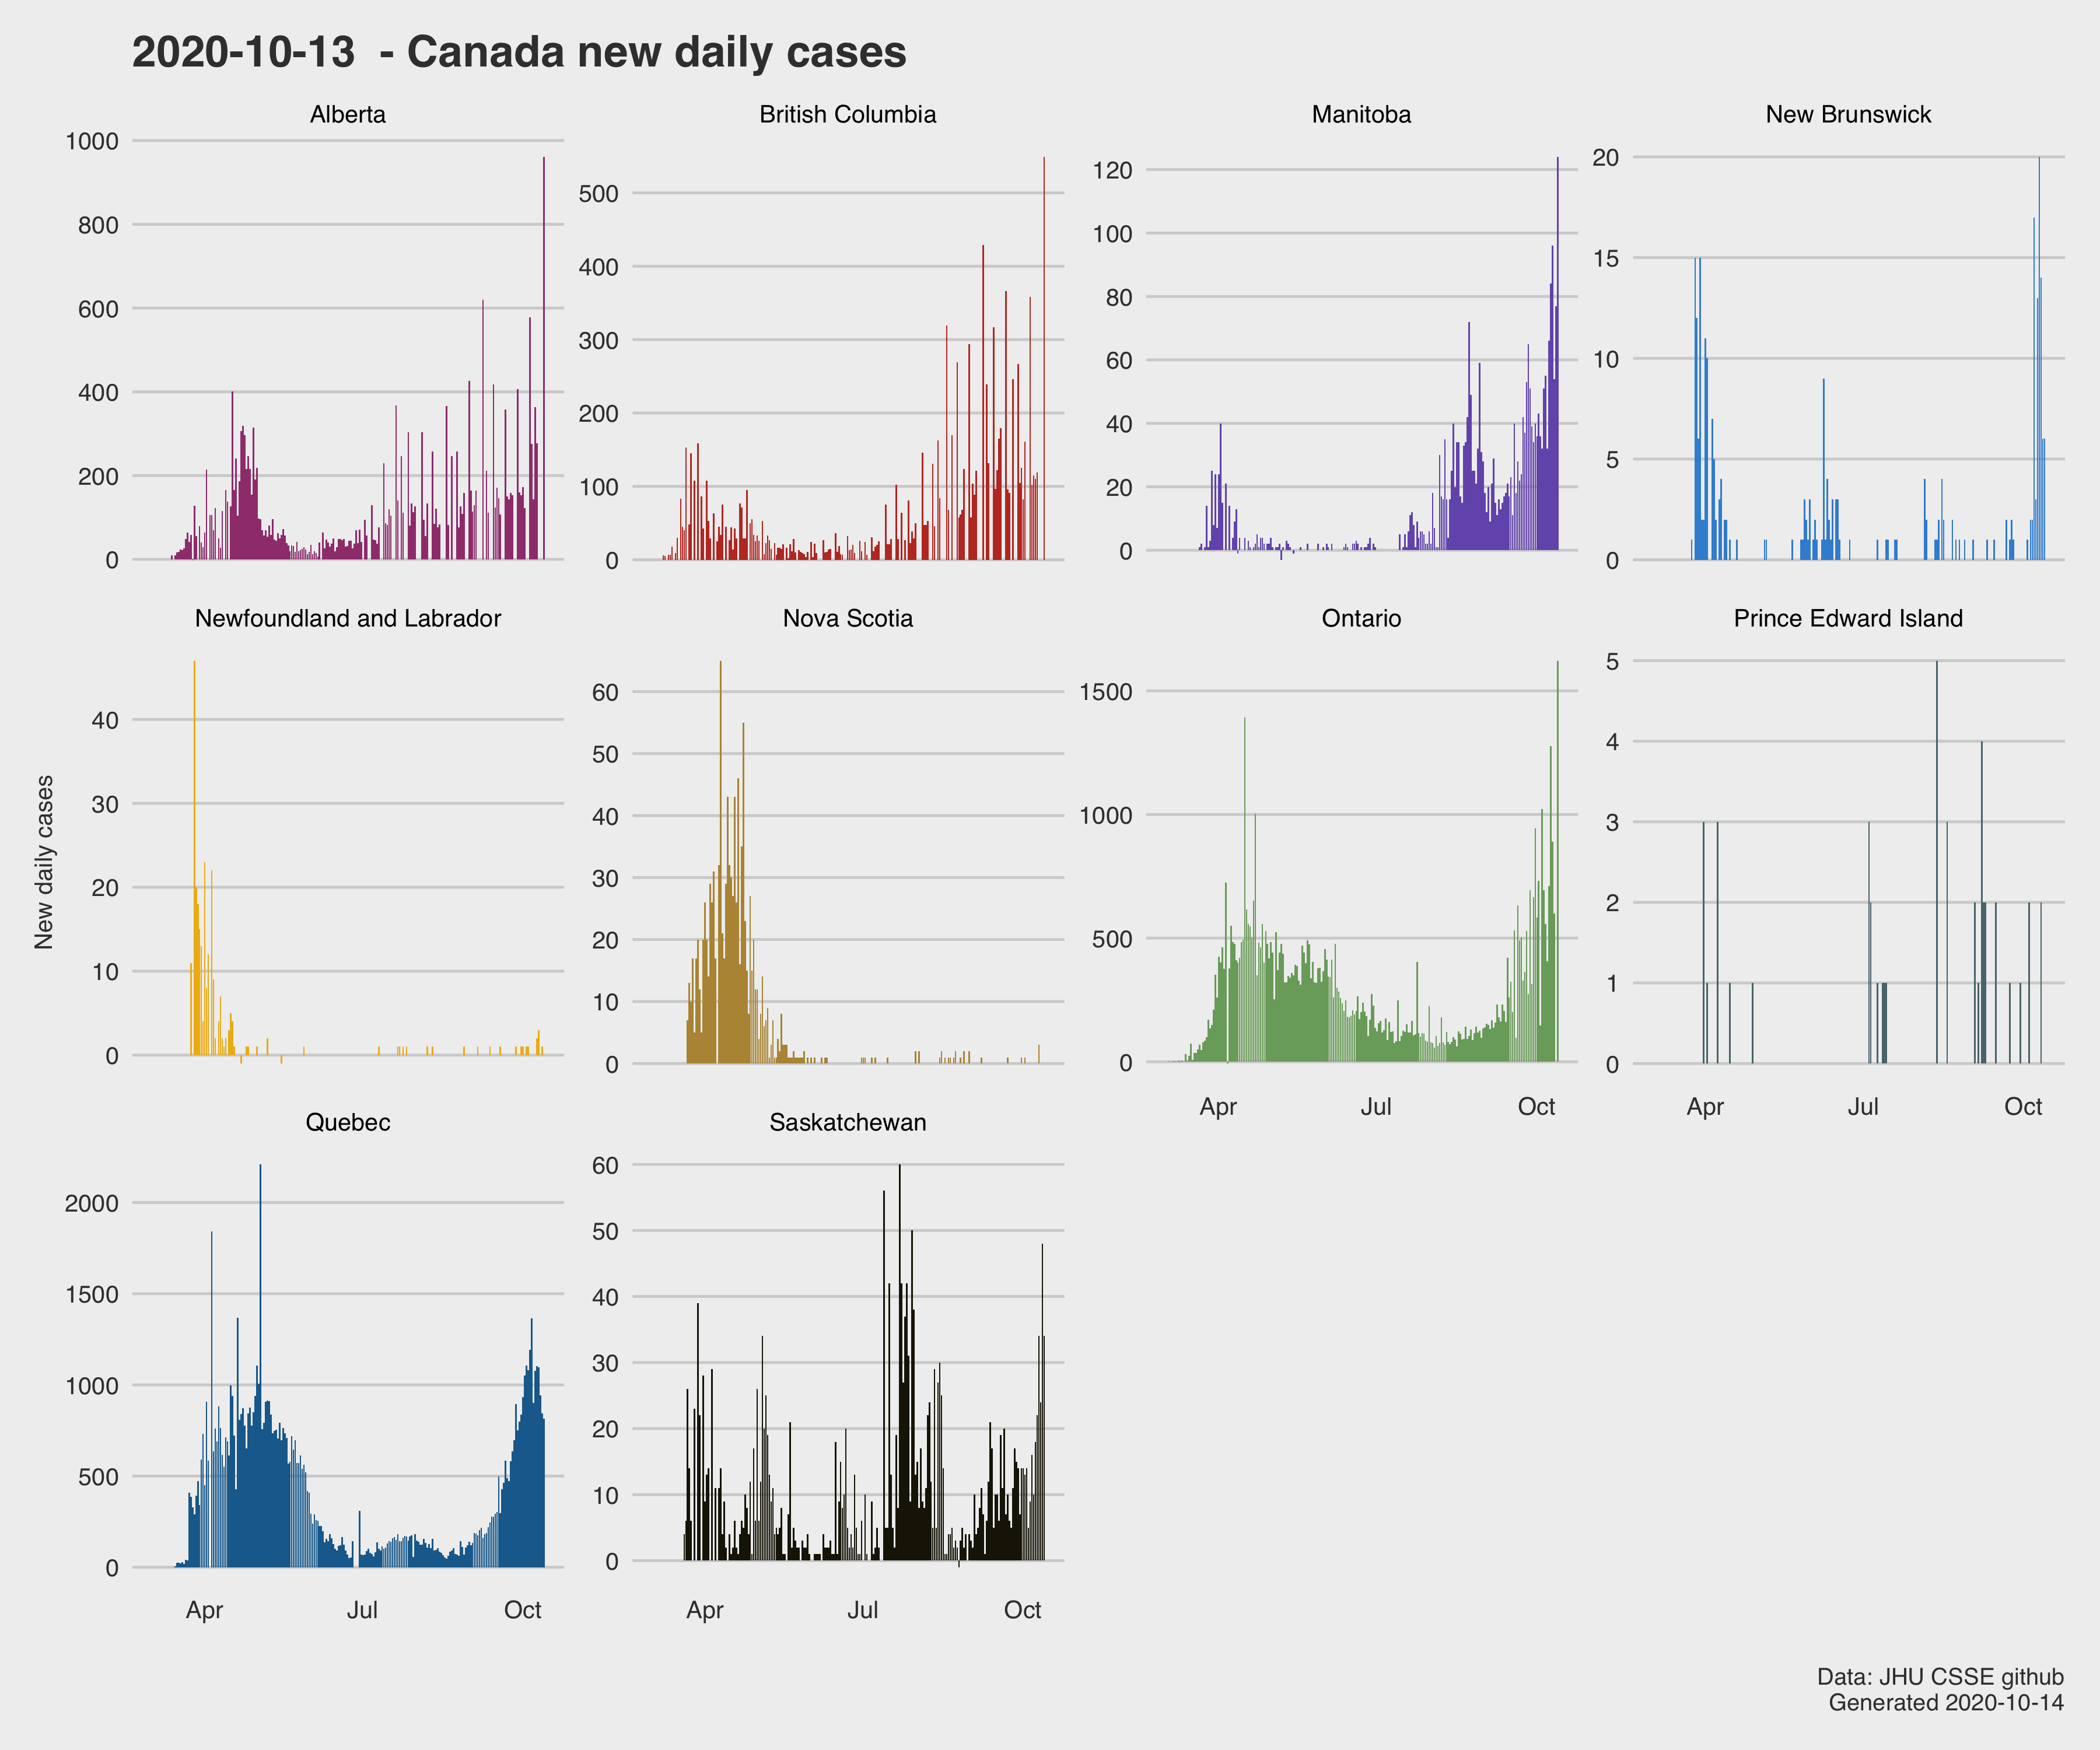 2020-10-13  - Canada new daily cases
Alberta
British Columbia
Manitoba
New Brunswick
1000
800
600
400
200
0
500
400
300
200
100
0
120
100
80
60
40
20
0
20
15
10
5
0
Newfoundland and Labrador
Nova Scotia
Ontario
Prince Edward Island
New daily cases
40
30
20
10
0
60
50
40
30
20
10
0
1500
1000
500
0
Apr
Jul
Oct
5
4
3
2
1
0
Apr
Jul
Oct
Quebec
Saskatchewan
2000
1500
1000
500
0
Apr
Jul
Oct
60
50
40
30
20
10
0
Apr
Jul
Oct
Data: JHU CSSE github
Generated 2020-10-14